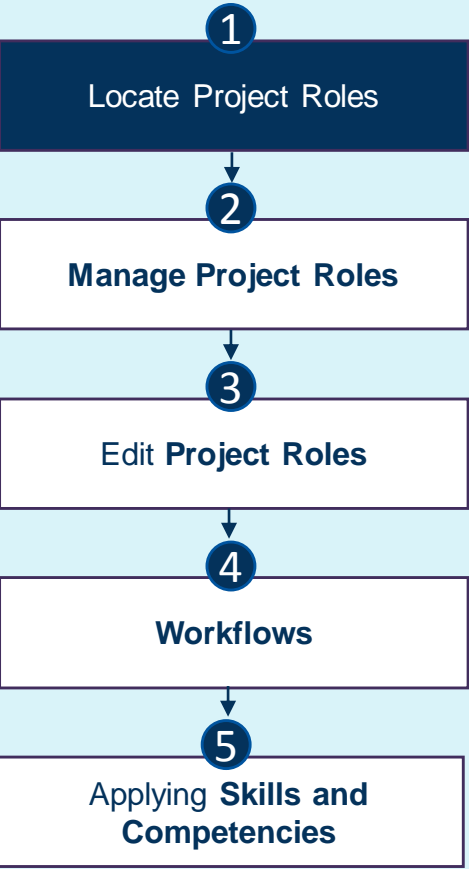 1
Locate Project Roles
2
Manage Project Roles
3
Edit Project Roles
4
Workflows
5
Applying Skills and
Competencies